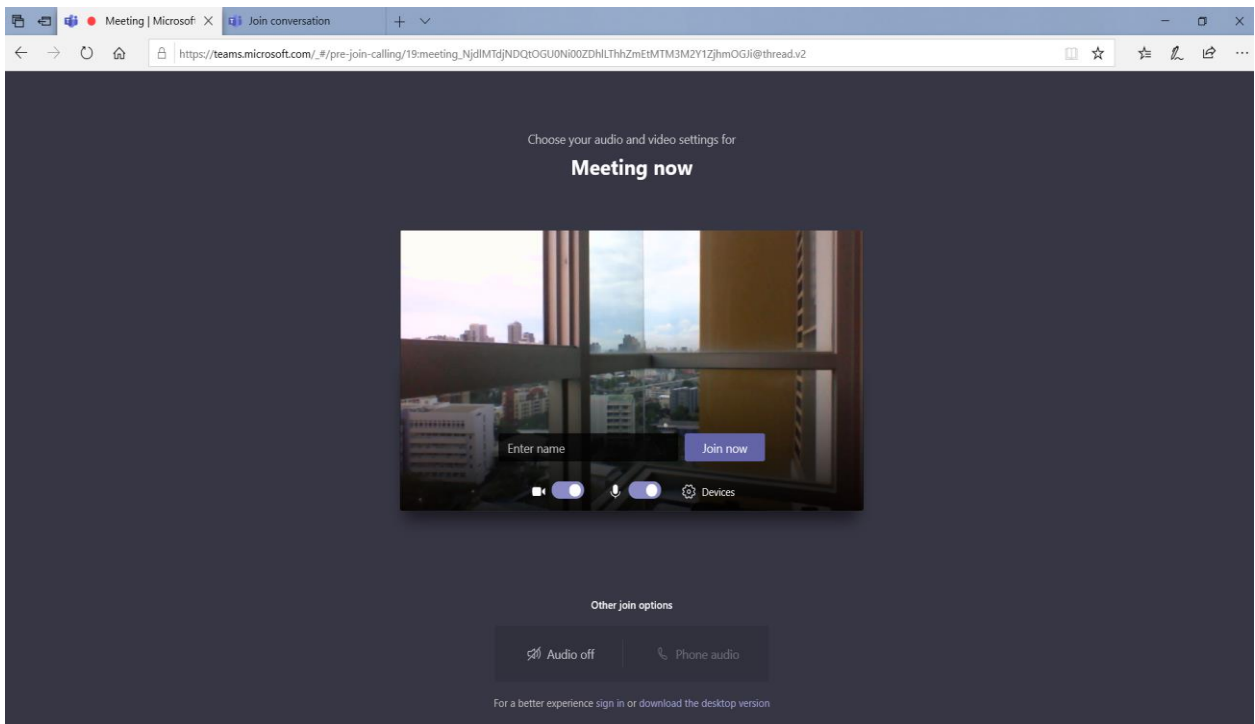 Meeting | Microsoft
Join conversation
https://teams.microsoft.com/_#/pre-join-calling/19:meeting_NjdlMTdjNDQtOGU0Ni00ZDhlLThhZmEtMTM3M2Y1ZjhmOGJi@thread.v2
Choose your audio and video settings for
Meeting now
Enter name
Join now
Devices
Other join options
Audio off
Phone audio
For a better experience sign in or download the desktop version